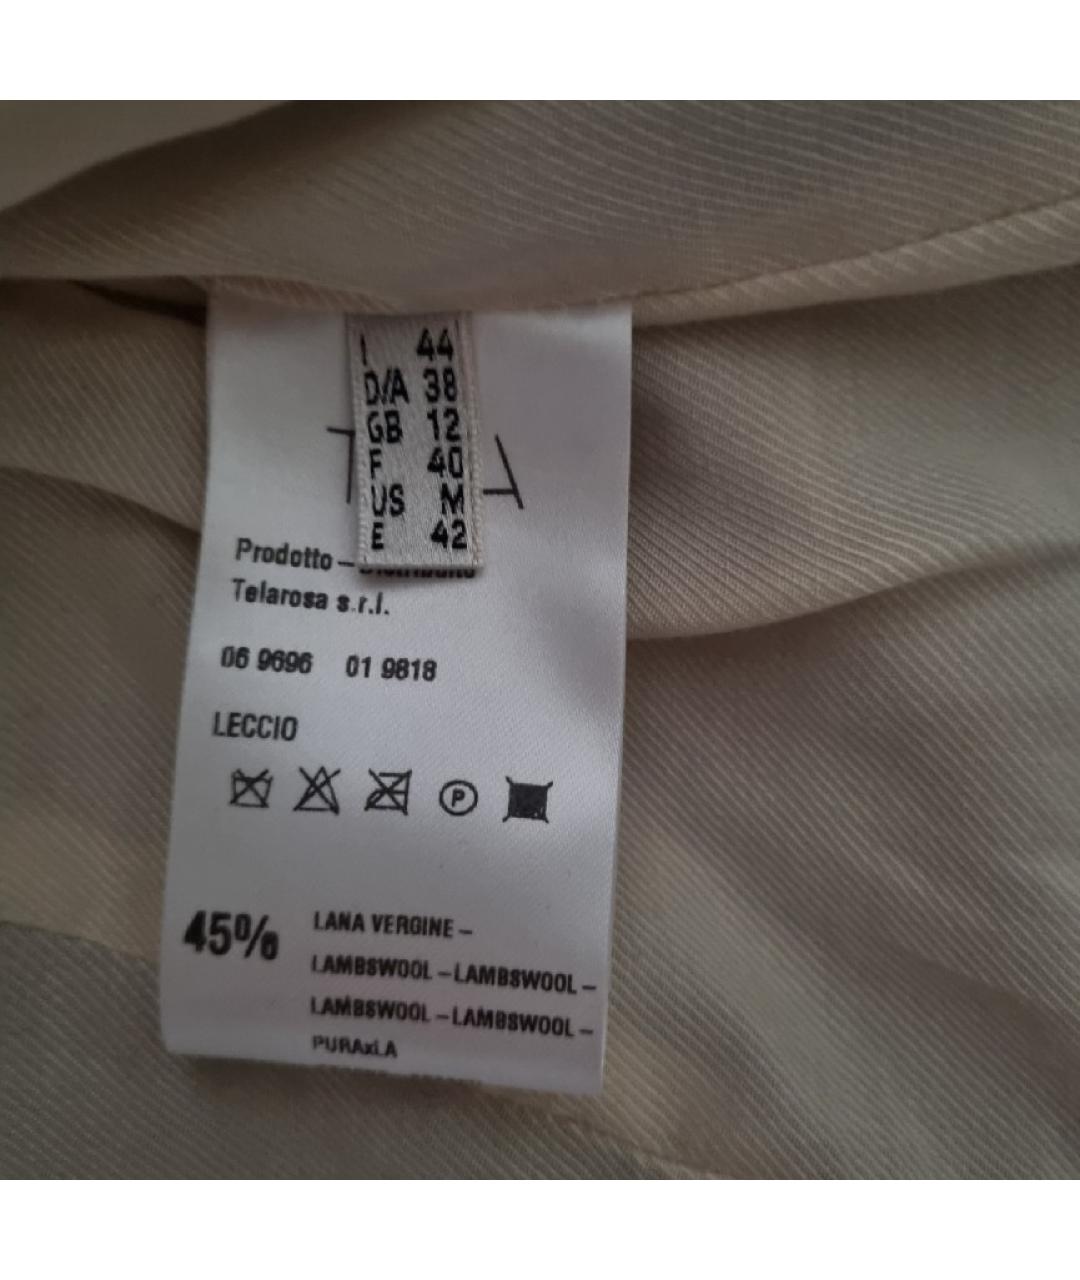 I 44
D/A 38
GB 12
F 40
US M
E 42
Prodotto –
Telarosa s.r.l.
06 9696 01 9818
LECCIO
P
45% LANA VERGINE –
LAMBSWOOL – LAMBSWOOL –
LAMBSWOOL – LAMBSWOOL –
PURAxLA